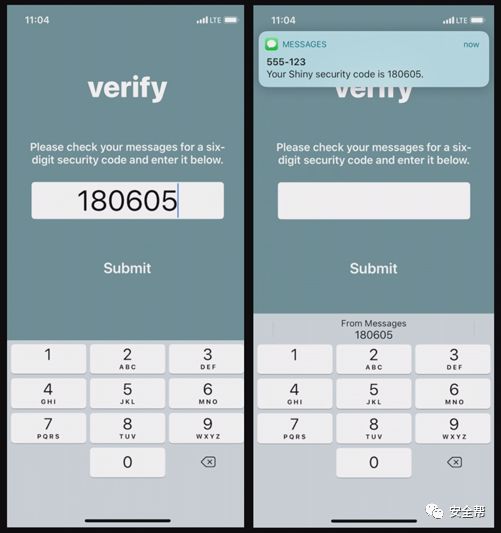 11:04
LTE
verify
Please check your messages for a six-
digit security code and enter it below.
180605
Submit
1
2
ABC
3
DEF
4
GHI
5
JKL
6
MNO
7
PQRS
8
TUV
9
WXYZ
0
11:04
LTE
MESSAGES
now
555-123
Your Shiny security code is 180605.
verify
Please check your messages for a six-
digit security code and enter it below.
Submit
From Messages
180605
1
2
ABC
3
DEF
4
GHI
5
JKL
6
MNO
7
PQRS
8
TUV
9
WXYZ
0
安全帮